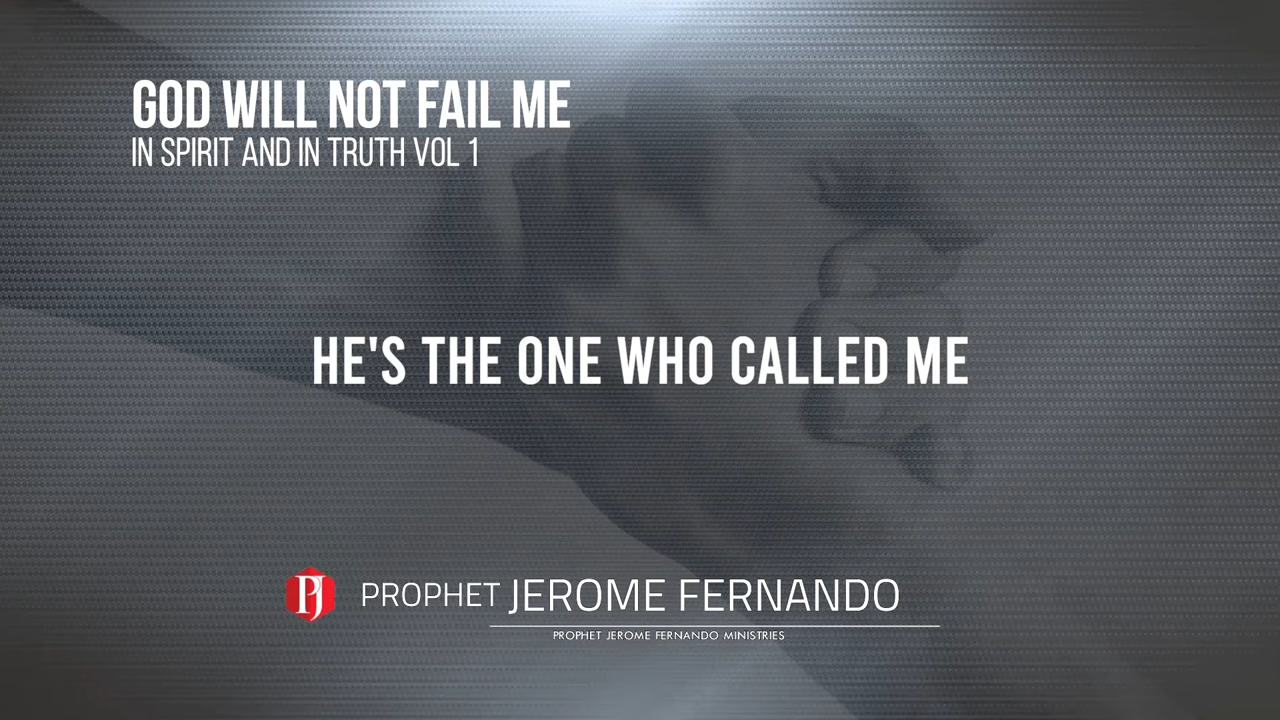 GOD WILL NOT FAIL ME
IN SPIRIT AND IN TRUTH VOL 1
HE'S THE ONE WHO CALLED ME
PJ PROPHET JEROME FERNANDO
PROPHET JEROME FERNANDO MINISTRIES